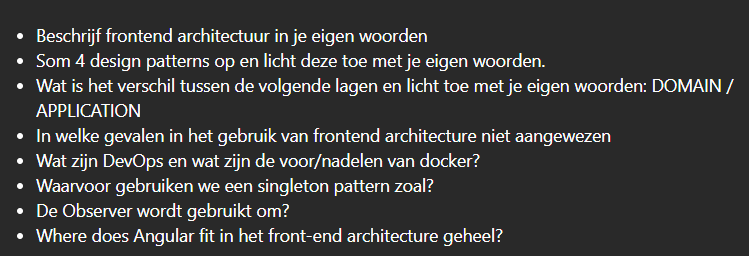 • Beschrijf frontend architectuur in je eigen woorden
• Som 4 design patterns op en licht deze toe met je eigen woorden.
• Wat is het verschil tussen de volgende lagen en licht toe met je eigen woorden: DOMAIN /
APPLICATION
• In welke gevalen in het gebruik van frontend architecture niet aangewezen
• Wat zijn DevOps en wat zijn de voor/nadelen van docker?
• Waarvoor gebruiken we een singleton pattern zoal?
• De Observer wordt gebruikt om?
• Where does Angular fit in het front-end architecture geheel?